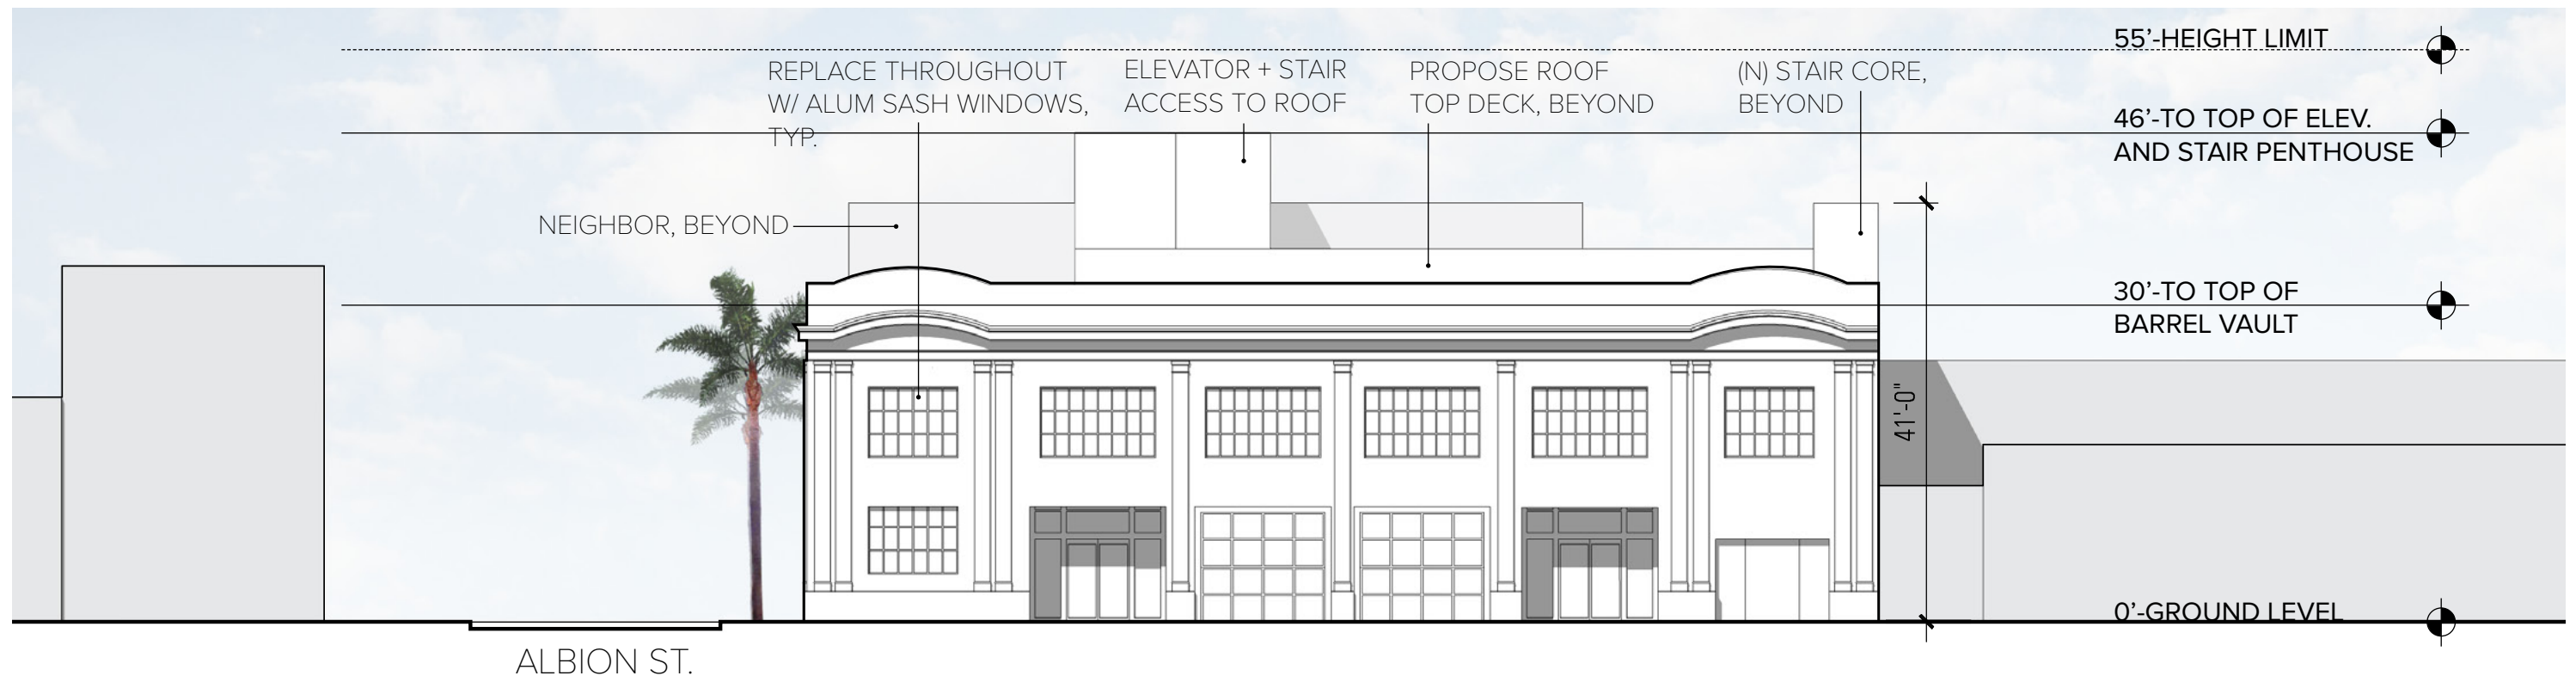 55'-HEIGHT LIMIT
REPLACE THROUGHOUT
W/ ALUM SASH WINDOWS,
TYP.
ELEVATOR + STAIR
ACCESS TO ROOF
PROPOSE ROOF
TOP DECK, BEYOND
(N) STAIR CORE,
BEYOND
46'-TO TOP OF ELEV.
AND STAIR PENTHOUSE
NEIGHBOR, BEYOND
30'-TO TOP OF
BARREL VAULT
41'-0"
0'-GROUND LEVEL
ALBION ST.